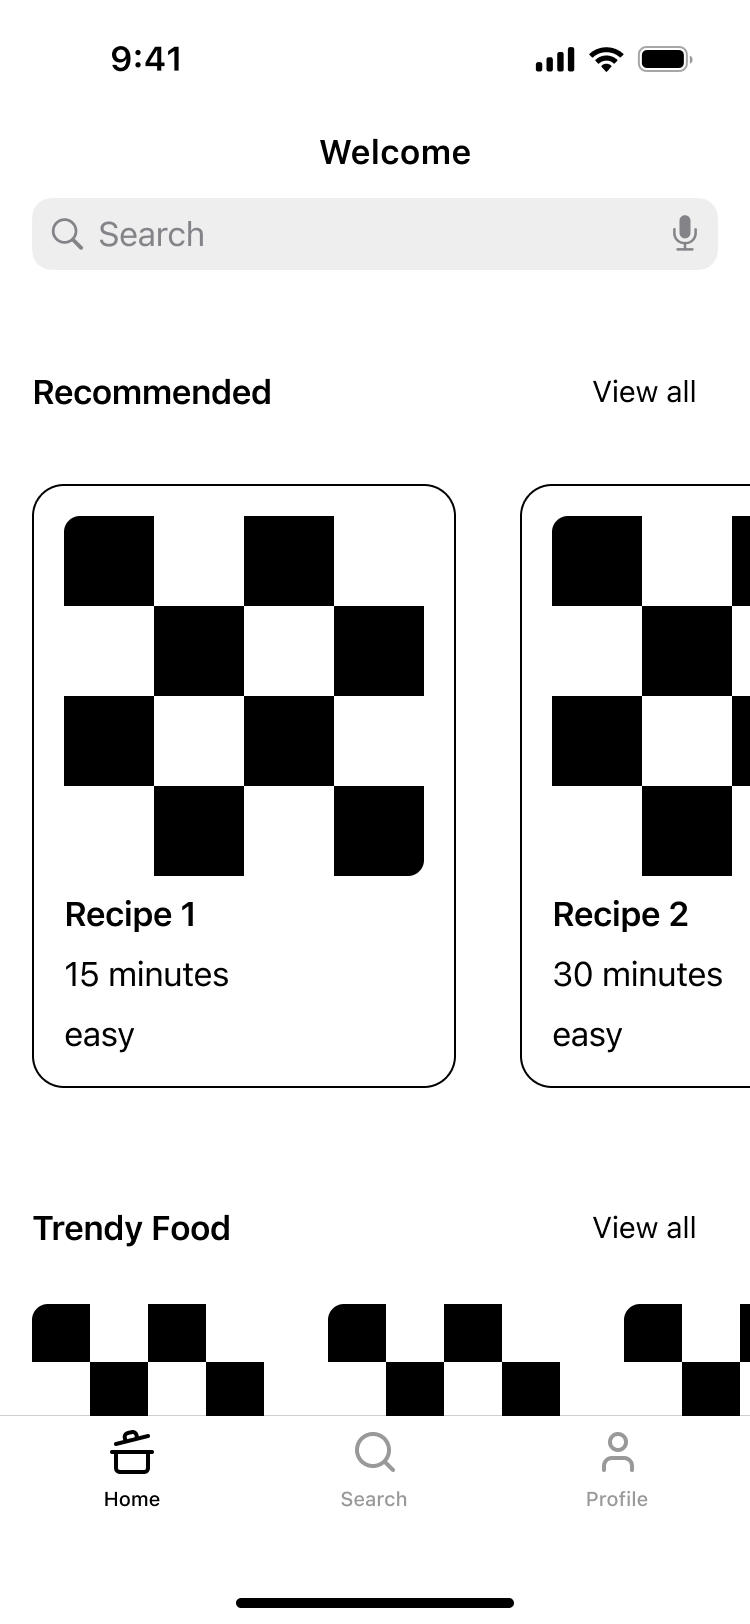 9:41
Welcome
Search
Recommended
View all
Recipe 1
15 minutes
easy
Recipe 2
30 minutes
easy
Trendy Food
View all
Home
Search
Profile